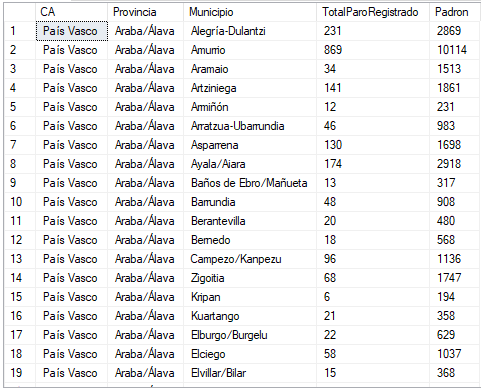 CA Provincia Municipio TotalParoRegistrado Padron
1 País Vasco Araba/Álava Alegría-Dulantzi 231 2869
2 País Vasco Araba/Álava Amurrio 869 10114
3 País Vasco Araba/Álava Aramaio 34 1513
4 País Vasco Araba/Álava Artziniega 141 1861
5 País Vasco Araba/Álava Armiñón 12 231
6 País Vasco Araba/Álava Arratzua-Ubarrundia 46 983
7 País Vasco Araba/Álava Asparrena 130 1698
8 País Vasco Araba/Álava Ayala/Aiara 174 2918
9 País Vasco Araba/Álava Baños de Ebro/Mañueta 13 317
10 País Vasco Araba/Álava Barrundia 48 908
11 País Vasco Araba/Álava Berantevilla 20 480
12 País Vasco Araba/Álava Bernedo 18 568
13 País Vasco Araba/Álava Campezo/Kanpezu 96 1136
14 País Vasco Araba/Álava Zigoitia 68 1747
15 País Vasco Araba/Álava Kripan 6 194
16 País Vasco Araba/Álava Kuartango 21 358
17 País Vasco Araba/Álava Elburgo/Burgelu 22 629
18 País Vasco Araba/Álava Elciego 58 1037
19 País Vasco Araba/Álava Elvillar/Bilar 15 368